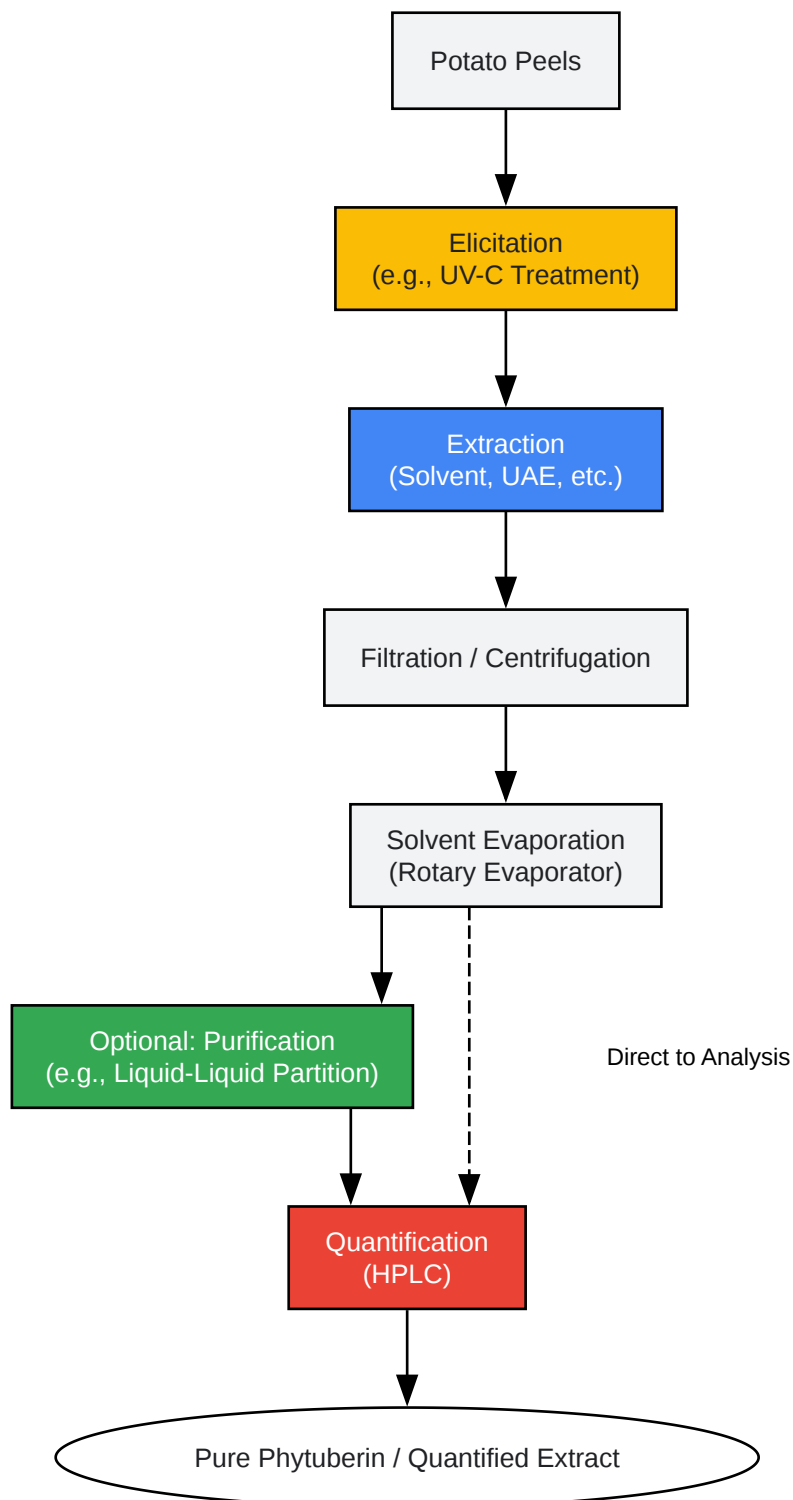 Potato Peels
Elicitation
(e.g., UV-C Treatment)
Extraction
(Solvent, UAE, etc.)
Filtration / Centrifugation
Solvent Evaporation
(Rotary Evaporator)
Optional: Purification
(e.g., Liquid-Liquid Partition)
Direct to Analysis
Quantification
(HPLC)
Pure Phytuberin / Quantified Extract